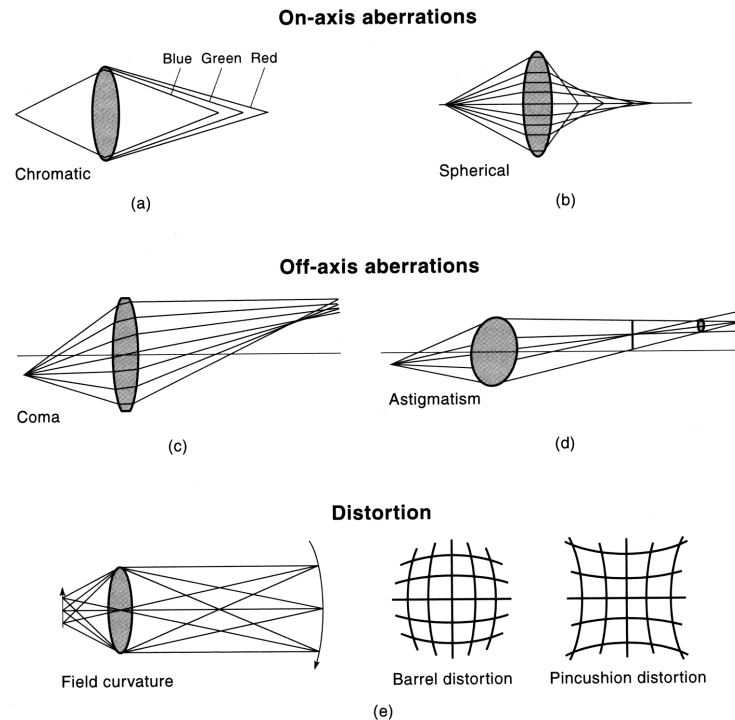 On-axis aberrations
Blue Green Red
Chromatic
(a)
Spherical
(b)
Off-axis aberrations
Coma
(c)
Astigmatism
(d)
Distortion
Field curvature
Barrel distortion
Pincushion distortion
(e)